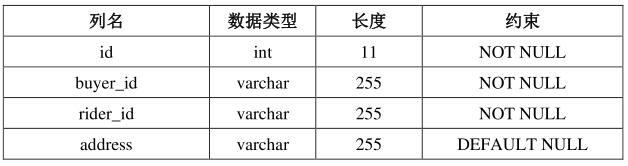 列名 数据类型 长度 约束
id int 11 NOT NULL
buyer_id varchar 255 NOT NULL
rider_id varchar 255 NOT NULL
address varchar 255 DEFAULT NULL